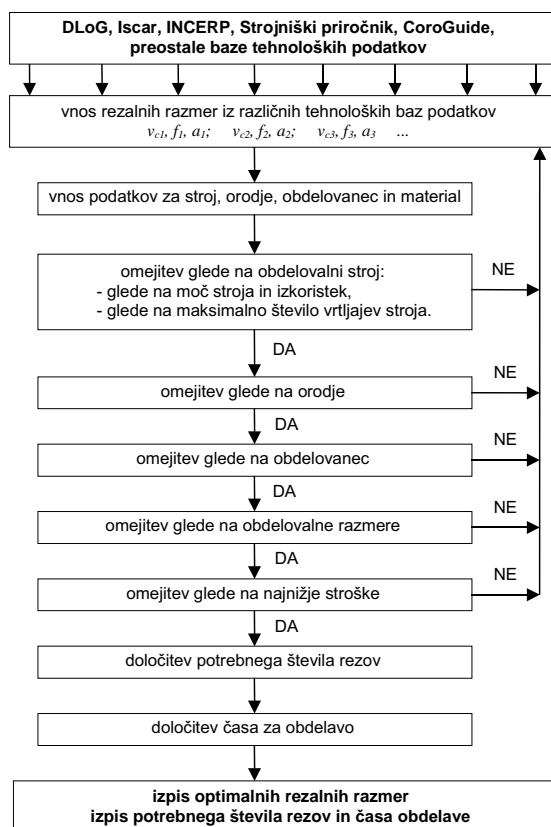 DLoG, Iscar, INCERP, Strojniški priročnik, CoroGuide,
preostale baze tehnoloških podatkov
vnos rezalnih razmer iz različnih tehnoloških baz podatkov
vc1, f1, a1; vc2, f2, a2; vc3, f3, a3 ...
vnos podatkov za stroj, orodje, obdelovanec in material
omejitev glede na obdelovalni stroj:
- glede na moč stroja in izkoristek,
- glede na maksimalno število vrtljajev stroja.
NE
DA
omejitev glede na orodje
NE
DA
omejitev glede na obdelovanec
NE
DA
omejitev glede na obdelovalne razmere
NE
DA
omejitev glede na najnižje stroške
NE
DA
določitev potrebnega števila rezov
določitev časa za obdelavo
izpis optimalnih rezalnih razmer
izpis potrebnega števila rezov in časa obdelave